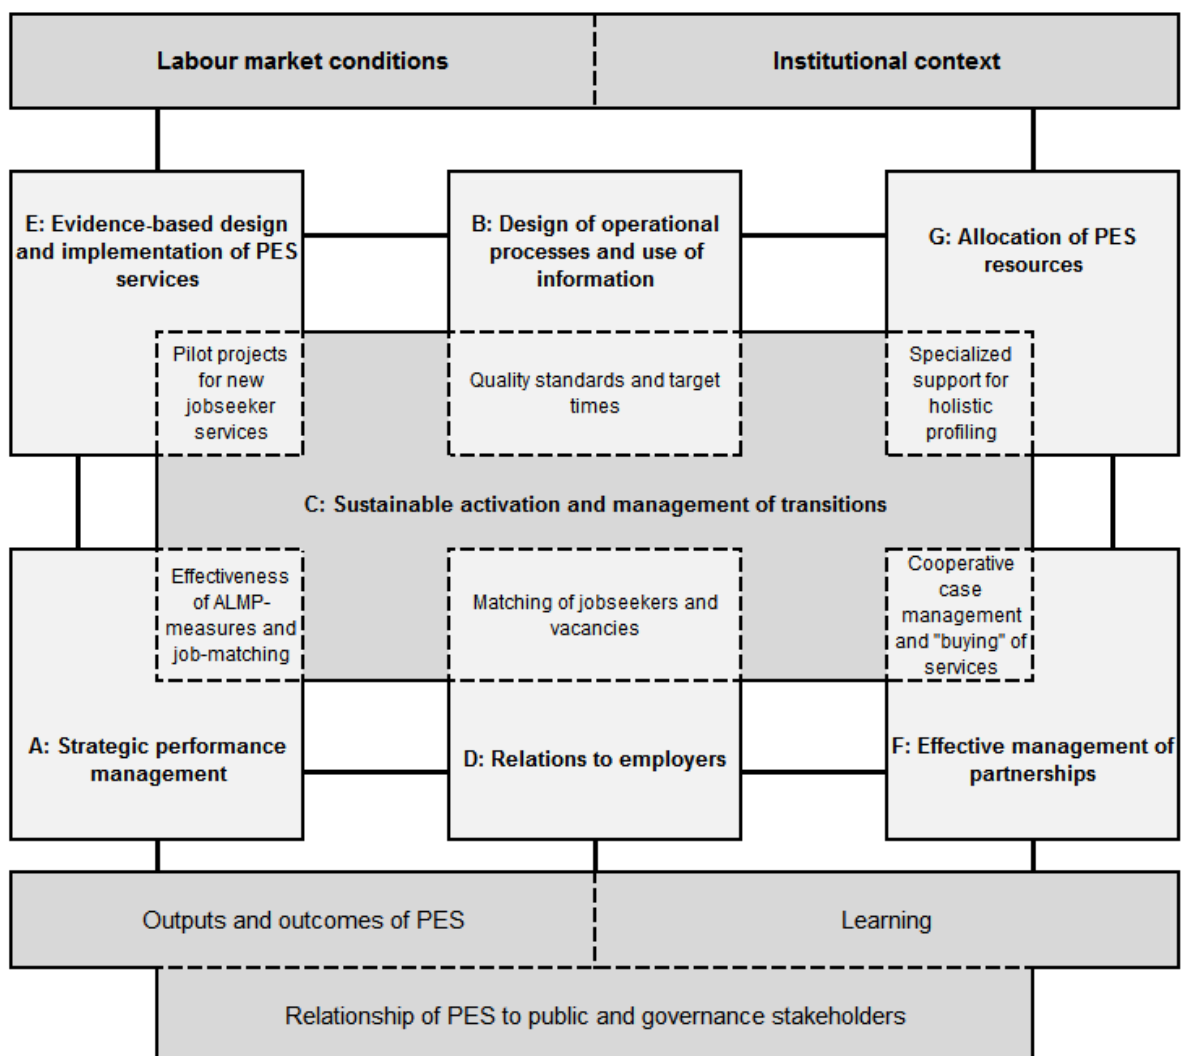 Labour market conditions
Institutional context
E: Evidence-based design
and implementation of PES
services
B: Design of operational
processes and use of
information
G: Allocation of PES
resources
Pilot projects
for new
jobseeker
services
Quality standards and target
times
Specialized
support for
holistic
profiling
C: Sustainable activation and management of transitions
Effectiveness
of ALMP-
measures and
job-matching
Matching of jobseekers and
vacancies
Cooperative
case
management
and "buying" of
services
A: Strategic performance
management
D: Relations to employers
F: Effective management of
partnerships
Outputs and outcomes of PES
Learning
Relationship of PES to public and governance stakeholders